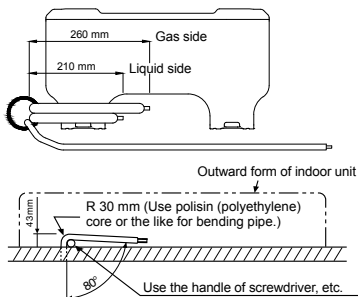 260 mm
Gas side
210 mm
Liquid side
Outward form of indoor unit
43mm
R 30 mm (Use polisin (polyethylene)
core or the like for bending pipe.)
80°
Use the handle of screwdriver, etc.